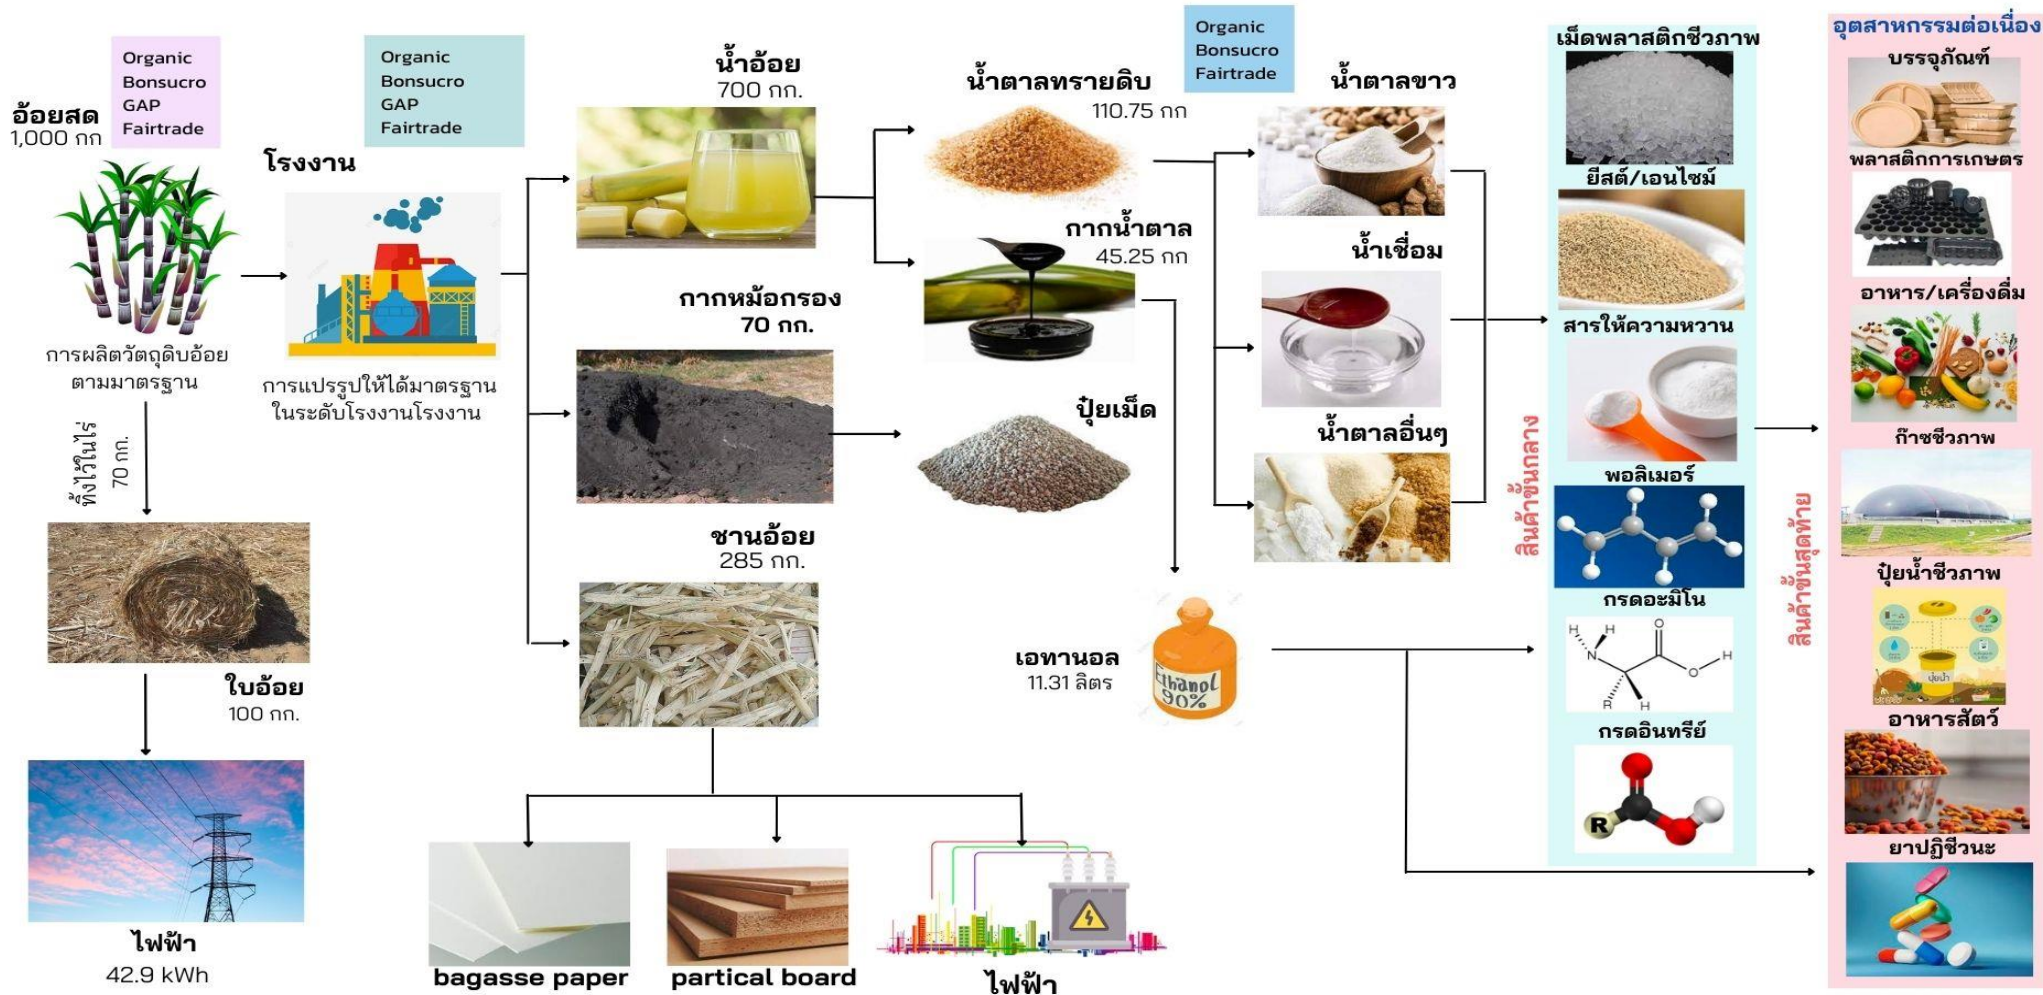 อ้อยสด
1,000 กก
Organic
Bonsucro
GAP
Fairtrade
การผลิตวัตถุดิบอ้อย
ตามมาตรฐาน
ทิ้งไว้ในไร่
70 กก.
ใบอ้อย
100 กก.
ไฟฟ้า
42.9 kWh
Organic
Bonsucro
GAP
Fairtrade
โรงงาน
การแปรรูปให้ได้มาตรฐาน
ในระดับโรงงานโรงงาน
น้ำอ้อย
700 กก.
กากหม้อกรอง
70 กก.
ชานอ้อย
285 กก.
bagasse paper
partical board
ไฟฟ้า
น้ำตาลทรายดิบ
110.75 กก
กากน้ำตาล
45.25 กก
ปุ๋ยเม็ด
เอทานอล
11.31 ลิตร
Ethanol
90%
Organic
Bonsucro
Fairtrade
น้ำตาลขาว
น้ำเชื่อม
น้ำตาลอื่นๆ
สินค้าขั้นกลาง
เม็ดพลาสติกชีวภาพ
ยีสต์/เอนไซม์
สารให้ความหวาน
พอลิเมอร์
กรดอะมิโน
H
H
O
N
O
H
R
H
กรดอินทรีย์
R
สินค้าขั้นสุดท้าย
อุตสาหกรรมต่อเนื่อง
บรรจุภัณฑ์
พลาสติกการเกษตร
อาหาร/เครื่องดื่ม
ก๊าซชีวภาพ
ปุ๋ยน้ำชีวภาพ
ปุ๋ยน้ำ
อาหารสัตว์
ยาปฏิชีวนะ